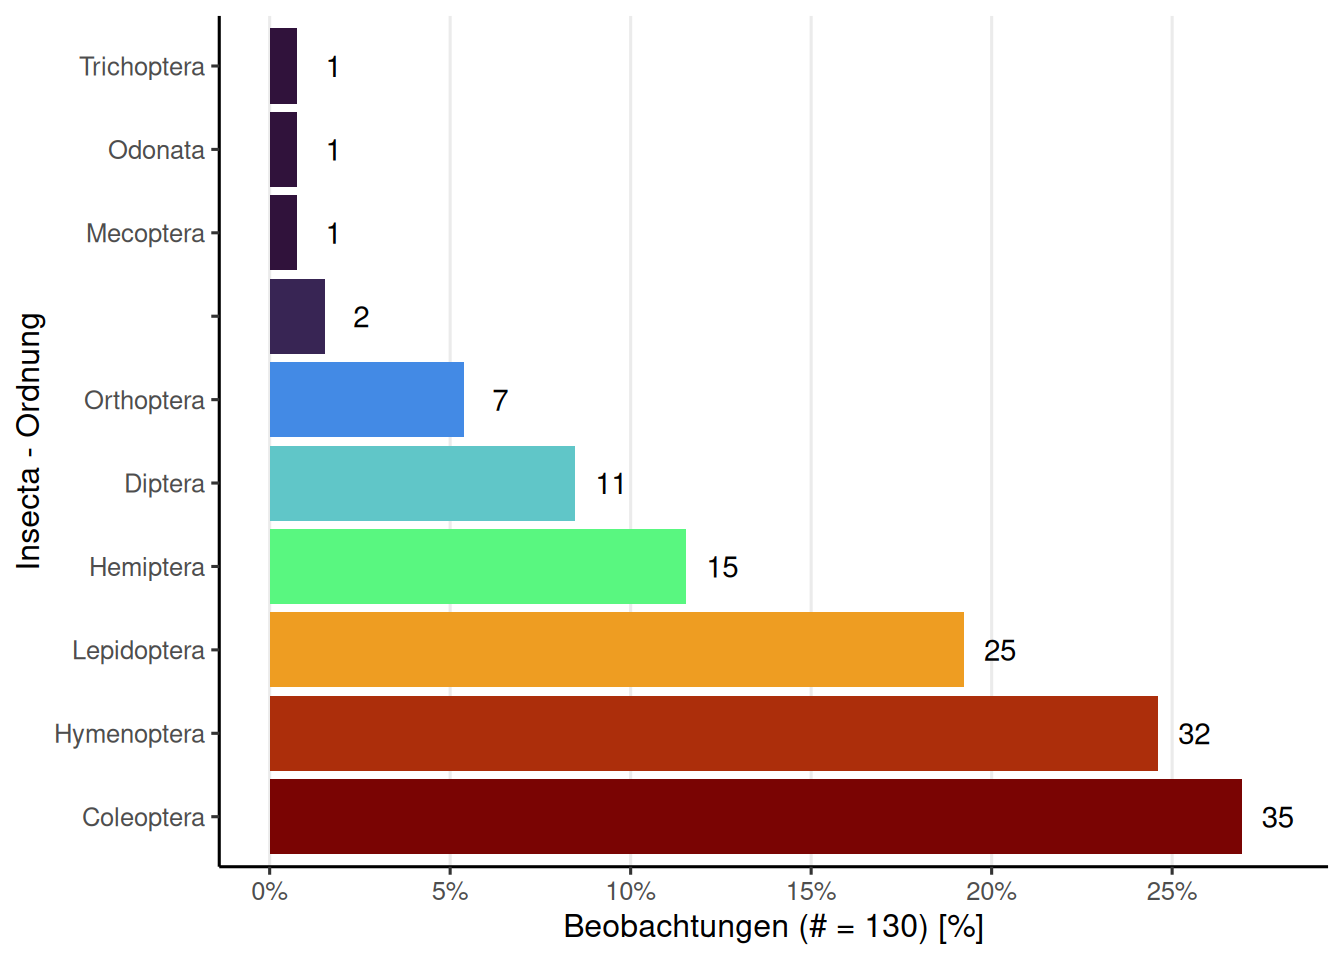 Trichoptera 1
Odonata 1
Mecoptera 1
2
Orthoptera 7
Diptera 11
Hemiptera 15
Lepidoptera 25
Hymenoptera 32
Coleoptera 35
0% 5% 10% 15% 20% 25%
Beobachtungen (# = 130) [%]
Insecta - Ordnung